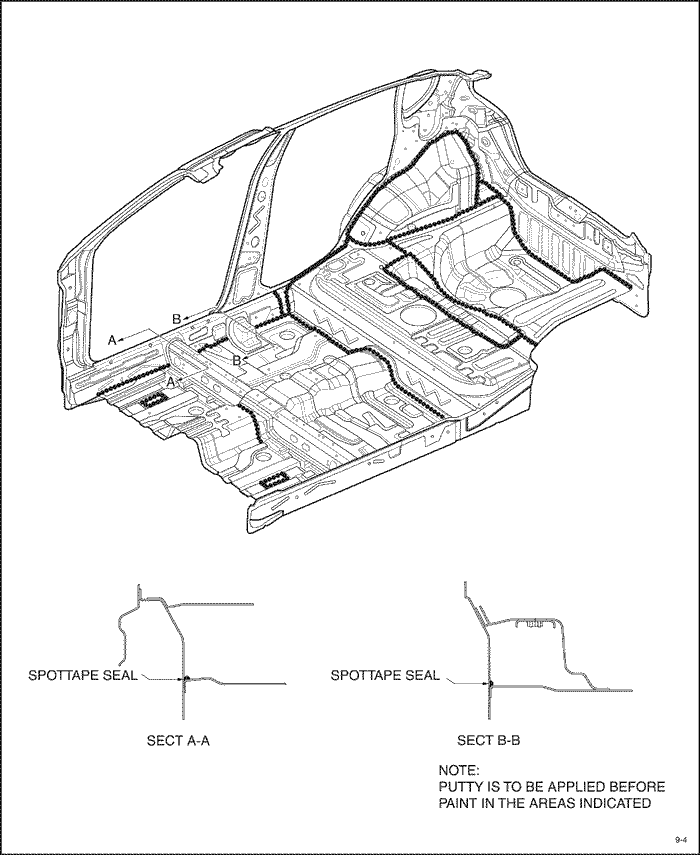 B
A
B
A
SPOTTAPE SEAL
SPOTTAPE SEAL
SECT A-A
SECT B-B
NOTE:
PUTTY IS TO BE APPLIED BEFORE
PAINT IN THE AREAS INDICATED
9-4